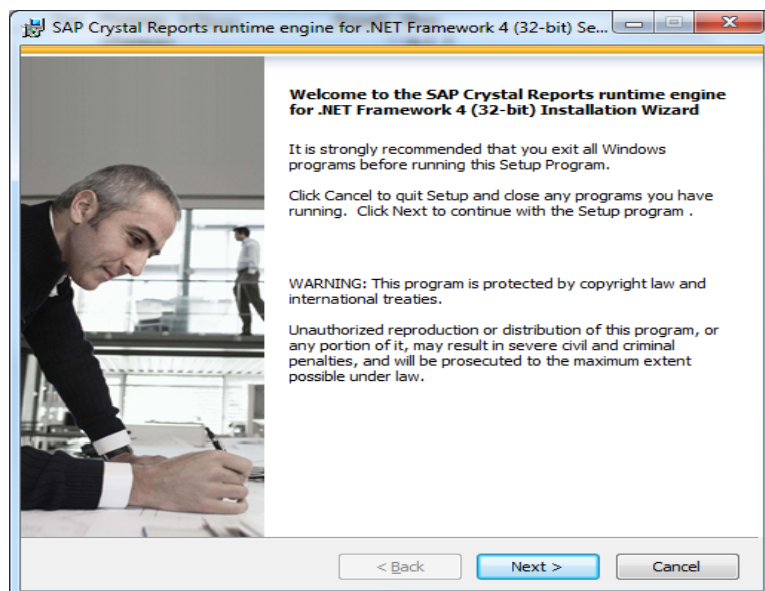 SAP Crystal Reports runtime engine for .NET Framework 4 (32-bit) Se...
Welcome to the SAP Crystal Reports runtime engine
for .NET Framework 4 (32-bit) Installation Wizard
It is strongly recommended that you exit all Windows
programs before running this Setup Program.
Click Cancel to quit Setup and close any programs you have
running.  Click Next to continue with the Setup program .
WARNING: This program is protected by copyright law and
international treaties.
Unauthorized reproduction or distribution of this program, or
any portion of it, may result in severe civil and criminal
penalties, and will be prosecuted to the maximum extent
possible under law.
< Back
Next >
Cancel